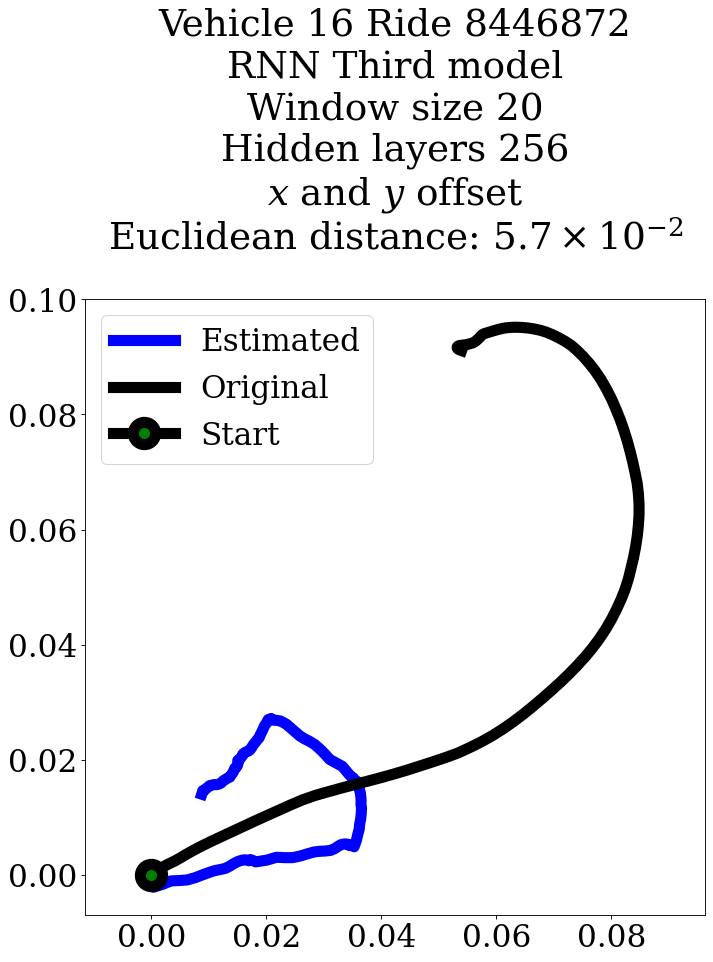 Vehicle 16 Ride 8446872
RNN Third model
Window size 20
Hidden layers 256
x and y offset
Euclidean distance: 5.7 × 10⁻²
0.10
Estimated
Original
Start
0.08
0.06
0.04
0.02
0.00
0.00 0.02 0.04 0.06 0.08